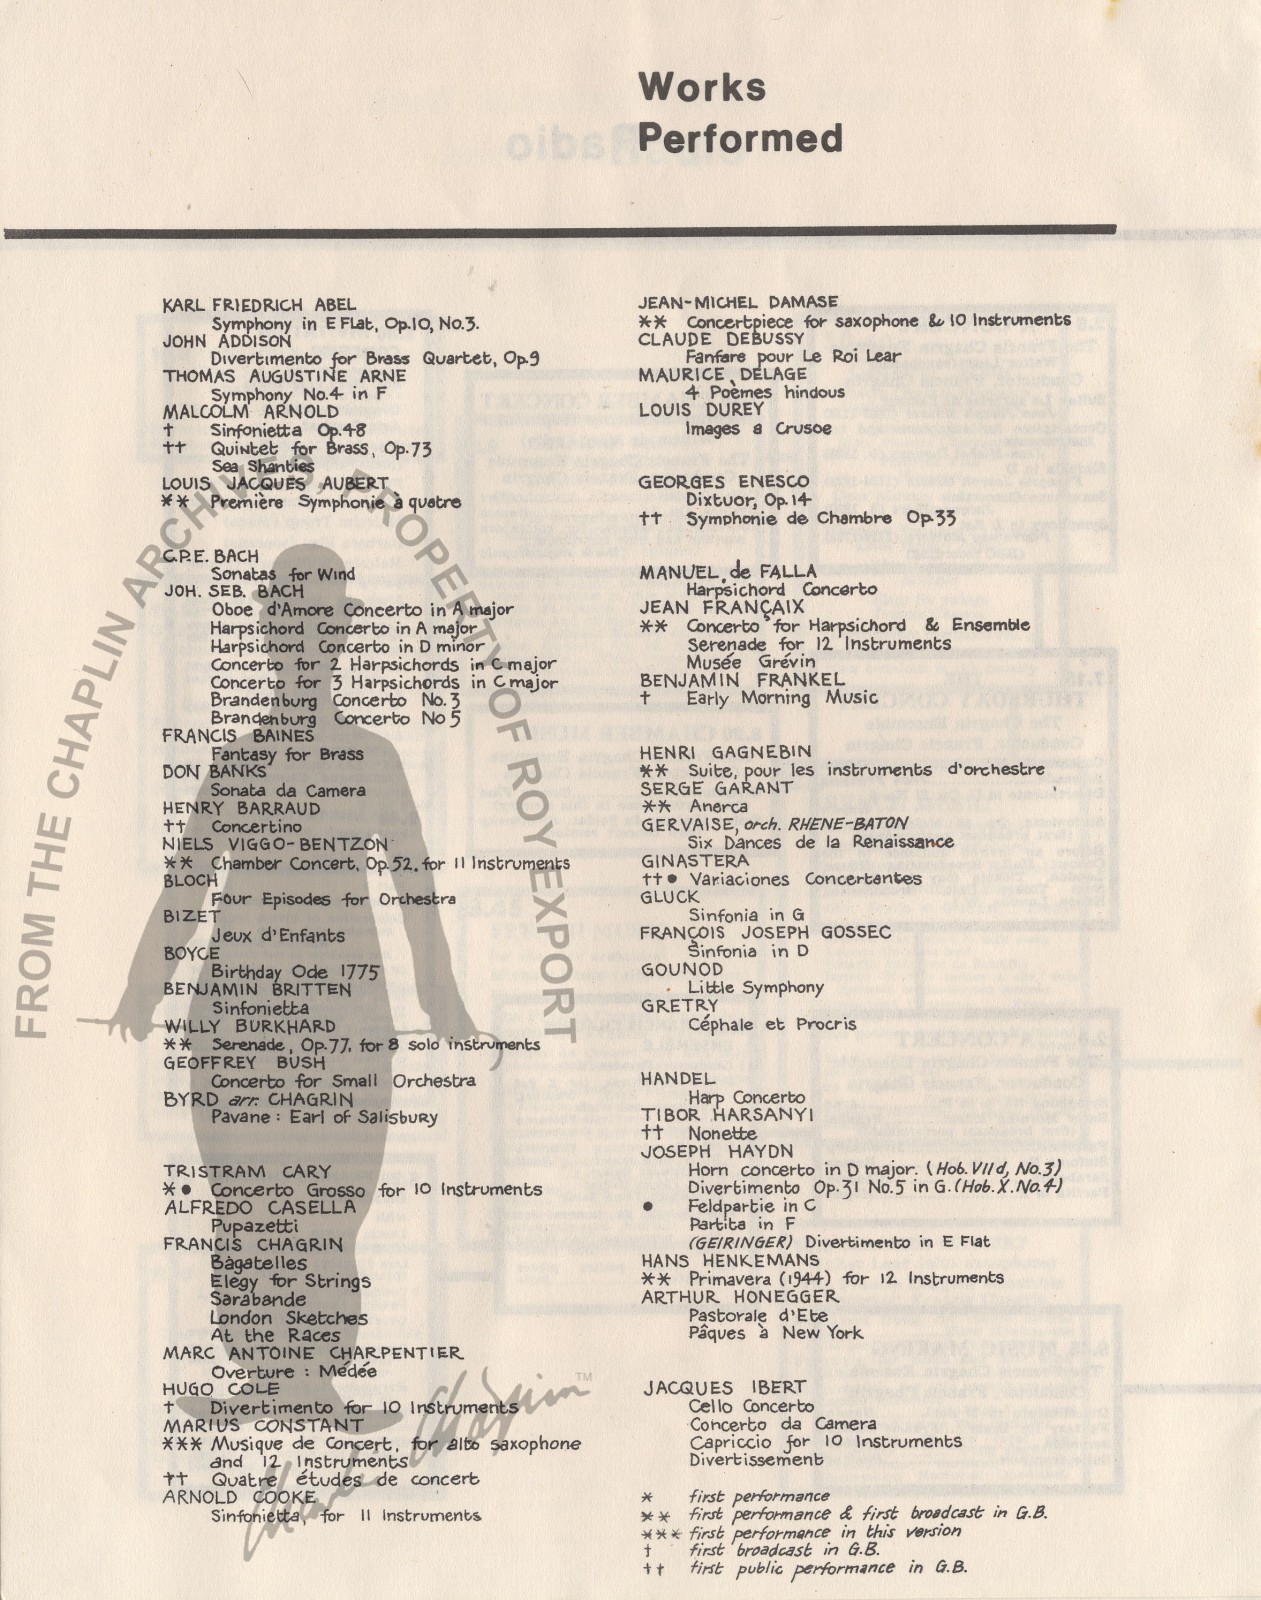 Works
Performed
KARL FRIEDRICH ABEL
Symphony in E Flat, Op.10, No.3.
JOHN ADDISON
Divertimento for Brass Quartet, Op.9
THOMAS AUGUSTINE ARNE
Symphony No.4 in F
MALCOLM ARNOLD
† Sinfonietta Op.48
†† Quintet for Brass, Op.73
Sea Shanties
LOUIS JACQUES AUBERT
** Première Symphonie à quatre
C.P.E. BACH
Sonatas for Wind
JOH. SEB. BACH
Oboe d'Amore Concerto in A major
Harpsichord Concerto in A major
Harpsichord Concerto in D minor
Concerto for 2 Harpsichords in C major
Concerto for 3 Harpsichords in C major
Brandenburg Concerto No.3
Brandenburg Concerto No 5
FRANCIS BAINES
Fantasy for Brass
DON BANKS
Sonata da Camera
HENRY BARRAUD
†† Concertino
NIELS VIGGO-BENTZON
** Chamber Concert, Op.52, for 11 Instruments
BLOCH
Four Episodes for Orchestra
BIZET
Jeux d'Enfants
BOYCE
Birthday Ode 1775
BENJAMIN BRITTEN
Sinfonietta
WILLY BURKHARD
** Serenade, Op.77, for 8 solo instruments
GEOFFREY BUSH
Concerto for Small Orchestra
BYRD arr. CHAGRIN
Pavane : Earl of Salisbury
TRISTRAM CARY
*● Concerto Grosso for 10 Instruments
ALFREDO CASELLA
Pupazetti
FRANCIS CHAGRIN
Bagatelles
Elegy for Strings
Sarabande
London Sketches
At the Races
MARC ANTOINE CHARPENTIER
Overture : Médée
HUGO COLE
† Divertimento for 10 Instruments
MARIUS CONSTANT
*** Musique de Concert, for alto saxophone
and 12 Instruments
†† Quatre études de concert
ARNOLD COOKE
Sinfonietta, for 11 Instruments
JEAN-MICHEL DAMASE
** Concertpiece for saxophone & 10 Instruments
CLAUDE DEBUSSY
Fanfare pour Le Roi Lear
MAURICE DELAGE
4 Poèmes hindous
LOUIS DUREY
Images a Crusoe
GEORGES ENESCO
Dixtuor, Op.14
†† Symphonie de Chambre Op.33
MANUEL de FALLA
Harpsichord Concerto
JEAN FRANÇAIX
** Concerto for Harpsichord & Ensemble
Serenade for 12 Instruments
Musée Grévin
BENJAMIN FRANKEL
† Early Morning Music
HENRI GAGNEBIN
** Suite, pour les instruments d'orchestre
SERGE GARANT
** Anerca
GERVAISE, orch. RHENE-BATON
Six Dances de la Renaissance
GINASTERA
††● Variaciones Concertantes
GLUCK
Sinfonia in G
FRANÇOIS JOSEPH GOSSEC
Sinfonia in D
GOUNOD
Little Symphony
GRETRY
Céphale et Procris
HANDEL
Harp Concerto
TIBOR HARSANYI
†† Nonette
JOSEPH HAYDN
Horn concerto in D major. (Hob. VIId, No.3)
Divertimento Op.31 No.5 in G. (Hob.X.No.4)
● Feldpartie in C
Partita in F
(GEIRINGER) Divertimento in E Flat
HANS HENKEMANS
** Primavera (1944) for 12 Instruments
ARTHUR HONEGGER
Pastorale d'Ete
Pâques à New York
JACQUES IBERT
Cello Concerto
Concerto da Camera
Capriccio for 10 Instruments
Divertissement
* first performance
** first performance & first broadcast in G.B.
*** first performance in this version
† first broadcast in G.B.
†† first public performance in G.B.
FROM THE CHAPLIN ARCHIVES, PROPERTY OF ROY EXPORT
Charles Chaplin TM